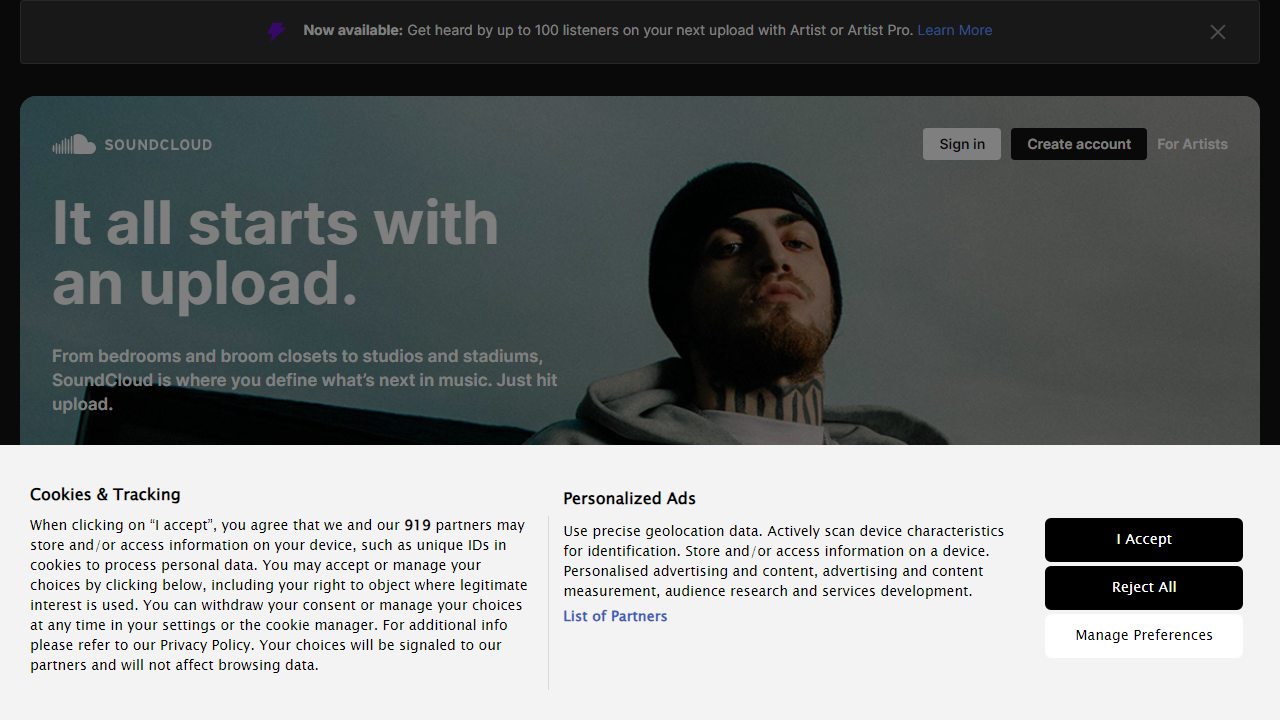 Now available: Get heard by up to 100 listeners on your next upload with Artist or Artist Pro. Learn More
SOUNDCLOUD
Sign in
Create account
For Artists
It all starts with
an upload.
From bedrooms and broom closets to studios and stadiums,
SoundCloud is where you define what’s next in music. Just hit
upload.
Cookies & Tracking
When clicking on “I accept”, you agree that we and our 919 partners may
store and/or access information on your device, such as unique IDs in
cookies to process personal data. You may accept or manage your
choices by clicking below, including your right to object where legitimate
interest is used. You can withdraw your consent or manage your choices
at any time in your settings or the cookie manager. For additional info
please refer to our Privacy Policy. Your choices will be signaled to our
partners and will not affect browsing data.
Personalized Ads
Use precise geolocation data. Actively scan device characteristics
for identification. Store and/or access information on a device.
Personalised advertising and content, advertising and content
measurement, audience research and services development.
List of Partners
I Accept
Reject All
Manage Preferences